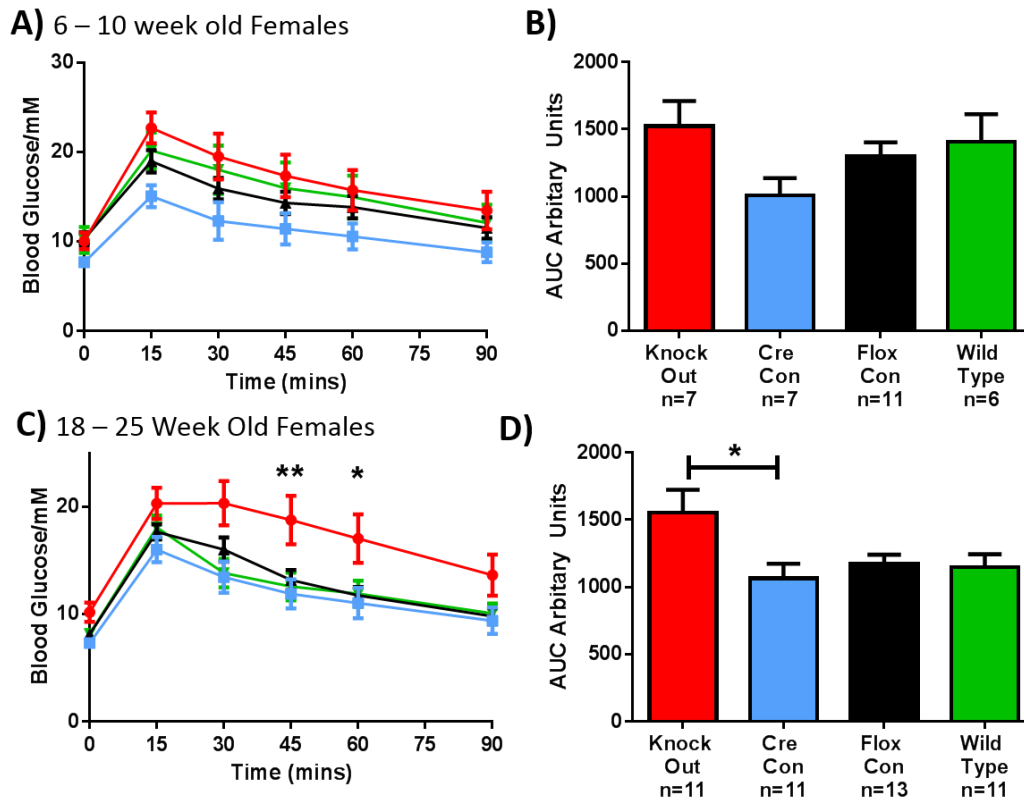 A) 6 – 10 week old Females
30
20
10
0
Blood Glucose/mM
0 15 30 45 60 75 90
Time (mins)
B)
2000
1500
1000
500
0
AUC Arbitary Units
Knock Out n=7
Cre Con n=7
Flox Con n=11
Wild Type n=6
C) 18 – 25 Week Old Females
20
10
0
Blood Glucose/mM
** *
0 15 30 45 60 75 90
Time (mins)
D)
2000
1500
1000
500
0
AUC Arbitary Units
*
Knock Out n=11
Cre Con n=11
Flox Con n=13
Wild Type n=11